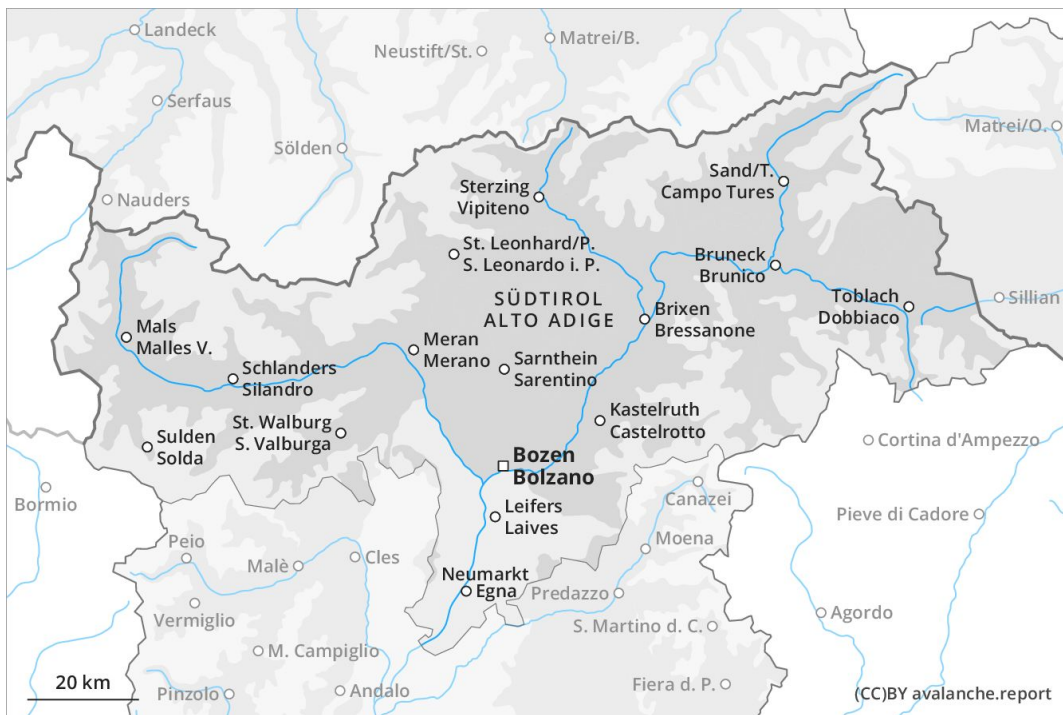 Landeck
Neustift/St.
Matrei/B.
Serfaus
Matrei/O.
Sölden
Nauders
Sterzing
Vipiteno
Sand/T.
Campo Tures
St. Leonhard/P.
S. Leonardo i. P.
Bruneck
Brunico
SÜDTIROL
ALTO ADIGE
Toblach
Dobbiaco
Sillian
Brixen
Bressanone
Mals
Malles V.
Meran
Merano
Sarnthein
Sarentino
Schlanders
Silandro
St. Walburg
S. Valburga
Kastelruth
Castelrotto
Sulden
Solda
Cortina d'Ampezzo
Bozen
Bolzano
Bormio
Canazei
Leifers
Laives
Pieve di Cadore
Moena
Peio
Malè
Cles
Neumarkt
Egna
Predazzo
Vermiglio
Agordo
S. Martino d. C.
M. Campiglio
20 km
Pinzolo
Andalo
Fiera d. P.
(CC)BY avalanche.report